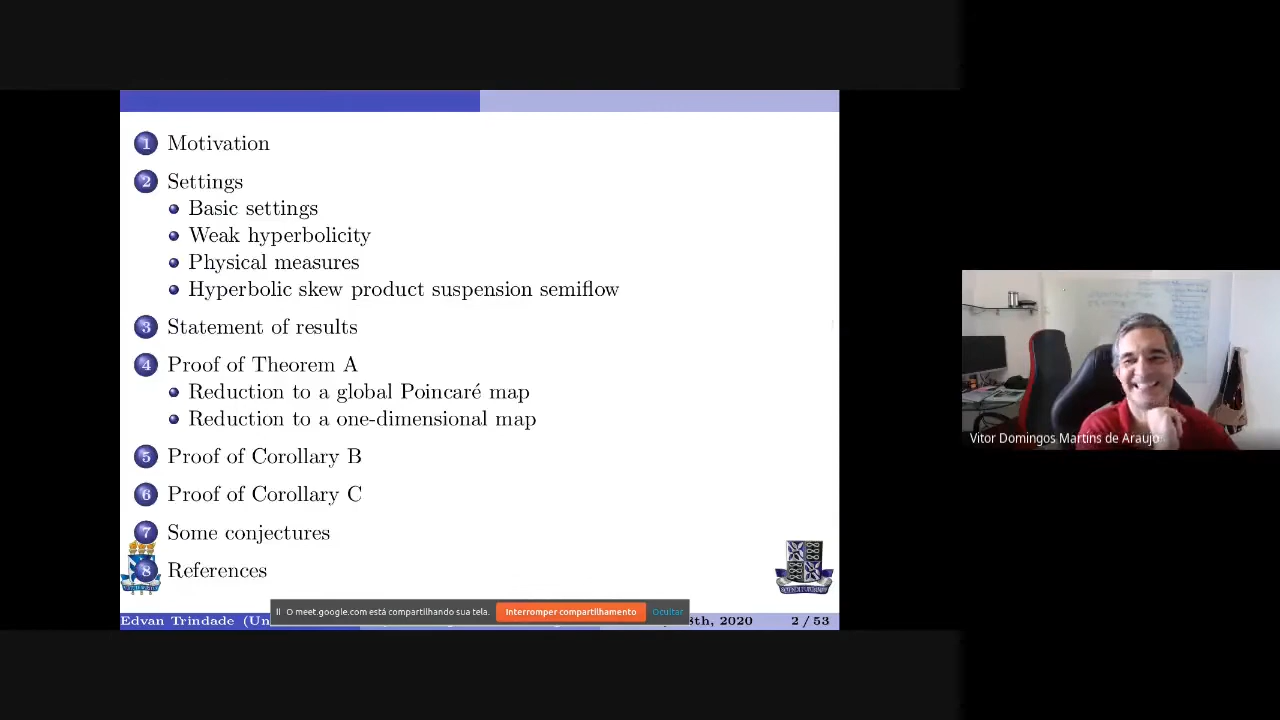 1 Motivation
2 Settings
Basic settings
Weak hyperbolicity
Physical measures
Hyperbolic skew product suspension semiflow
3 Statement of results
4 Proof of Theorem A
Reduction to a global Poincaré map
Reduction to a one-dimensional map
5 Proof of Corollary B
6 Proof of Corollary C
7 Some conjectures
8 References
O meet.google.com está compartilhando sua tela. Interromper compartilhamento Ocultar
Edvan Trindade (Un 8th, 2020 2 / 53
Vitor Domingos Martins de Araujo